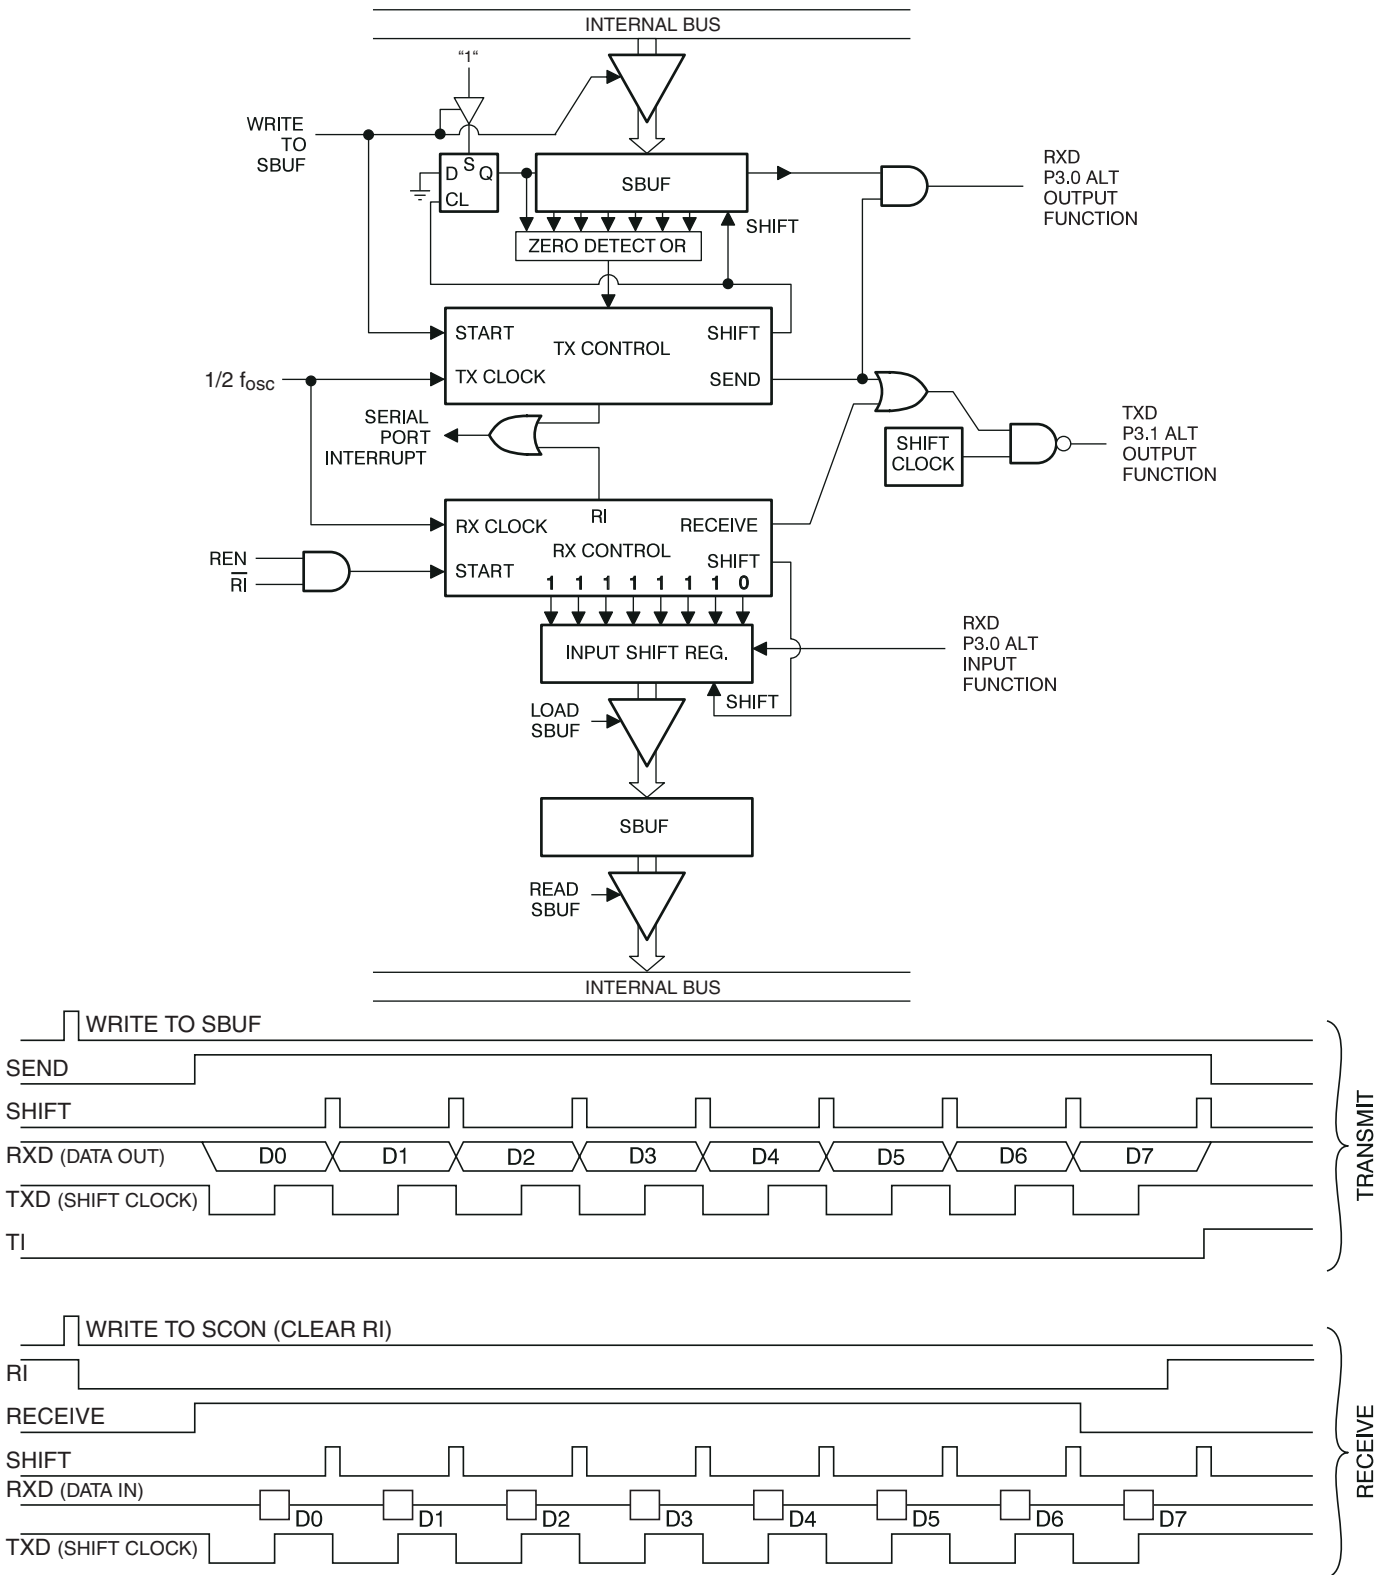 INTERNAL BUS
"1"
WRITE
TO
SBUF
D S Q
CL
SBUF
SHIFT
ZERO DETECT OR
RXD
P3.0 ALT
OUTPUT
FUNCTION
START
SHIFT
TX CONTROL
1/2 fosc
TX CLOCK
SEND
SERIAL
PORT
INTERRUPT
SHIFT
CLOCK
TXD
P3.1 ALT
OUTPUT
FUNCTION
RX CLOCK
RI
RECEIVE
RX CONTROL
REN
RI
START
SHIFT
1 1 1 1 1 1 1 0
INPUT SHIFT REG.
RXD
P3.0 ALT
INPUT
FUNCTION
LOAD
SBUF
SHIFT
SBUF
READ
SBUF
INTERNAL BUS
WRITE TO SBUF
SEND
SHIFT
RXD (DATA OUT) D0 D1 D2 D3 D4 D5 D6 D7
TXD (SHIFT CLOCK)
TI
TRANSMIT
WRITE TO SCON (CLEAR RI)
RI
RECEIVE
SHIFT
RXD (DATA IN) D0 D1 D2 D3 D4 D5 D6 D7
TXD (SHIFT CLOCK)
RECEIVE